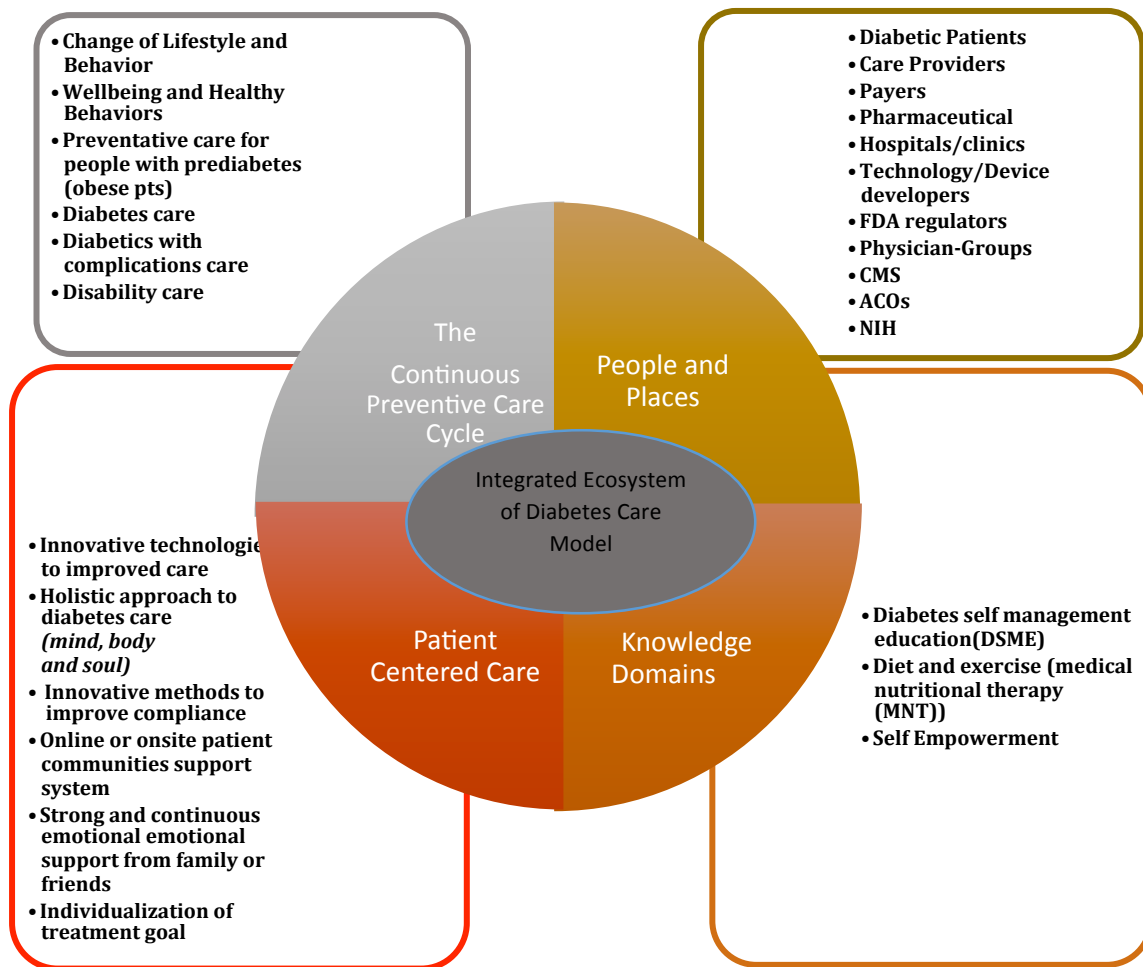 • Change of Lifestyle and
Behavior
• Wellbeing and Healthy
Behaviors
• Preventative care for
people with prediabetes
(obese pts)
• Diabetes care
• Diabetics with
complications care
• Disability care
• Diabetic Patients
• Care Providers
• Payers
• Pharmaceutical
• Hospitals/clinics
• Technology/Device
developers
• FDA regulators
• Physician-Groups
• CMS
• ACOs
• NIH
The
Continuous
Preventive Care
Cycle
People and
Places
Integrated Ecosystem
of Diabetes Care
Model
Patient
Centered Care
Knowledge
Domains
• Innovative technologie
to improved care
• Holistic approach to
diabetes care
(mind, body
and soul)
• Innovative methods to
improve compliance
• Online or onsite patient
communities support
system
• Strong and continuous
emotional emotional
support from family or
friends
• Individualization of
treatment goal
• Diabetes self management
education(DSME)
• Diet and exercise (medical
nutritional therapy
(MNT))
• Self Empowerment